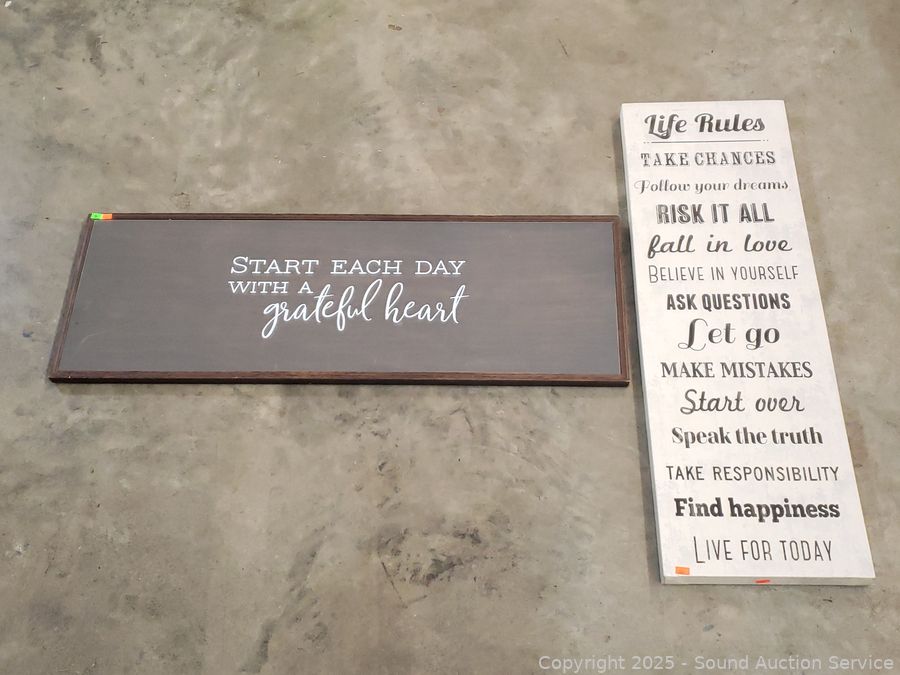 START EACH DAY
WITH A
grateful heart
Life Rules
TAKE CHANCES
Follow your dreams
RISK IT ALL
fall in love
BELIEVE IN YOURSELF
ASK QUESTIONS
Let go
MAKE MISTAKES
Start over
Speak the truth
TAKE RESPONSIBILITY
Find happiness
LIVE FOR TODAY
Copyright 2025 - Sound Auction Service